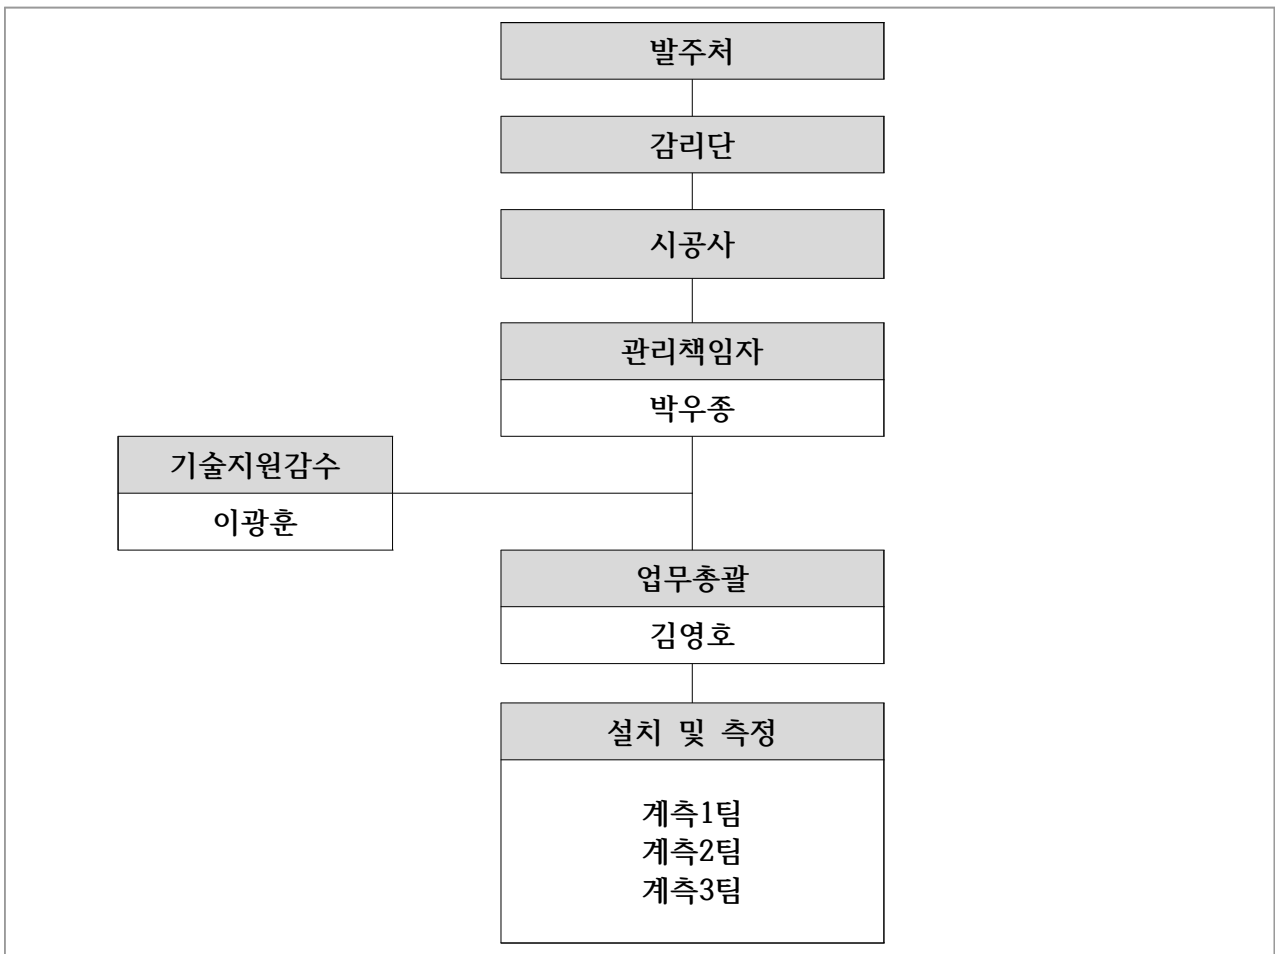 발주처
감리단
시공사
관리책임자
박우종
기술지원감수
이광훈
업무총괄
김영호
설치 및 측정
계측1팀
계측2팀
계측3팀